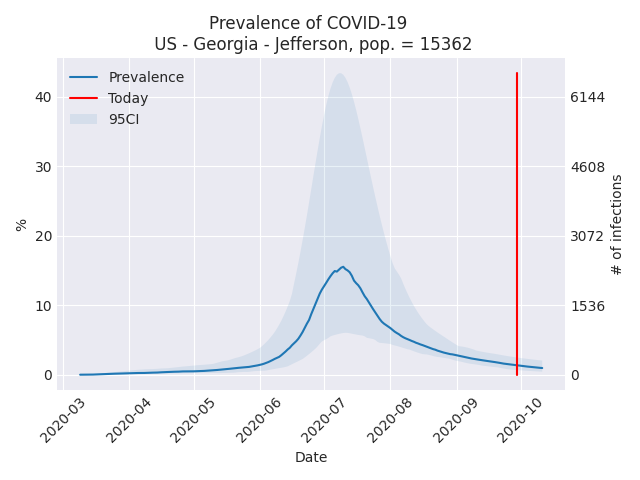 Prevalence of COVID-19
US - Georgia - Jefferson, pop. = 15362
Prevalence
Today
95CI
40
30
20
10
0
%
6144
4608
3072
1536
0
# of infections
2020-03
2020-04
2020-05
2020-06
2020-07
2020-08
2020-09
2020-10
Date